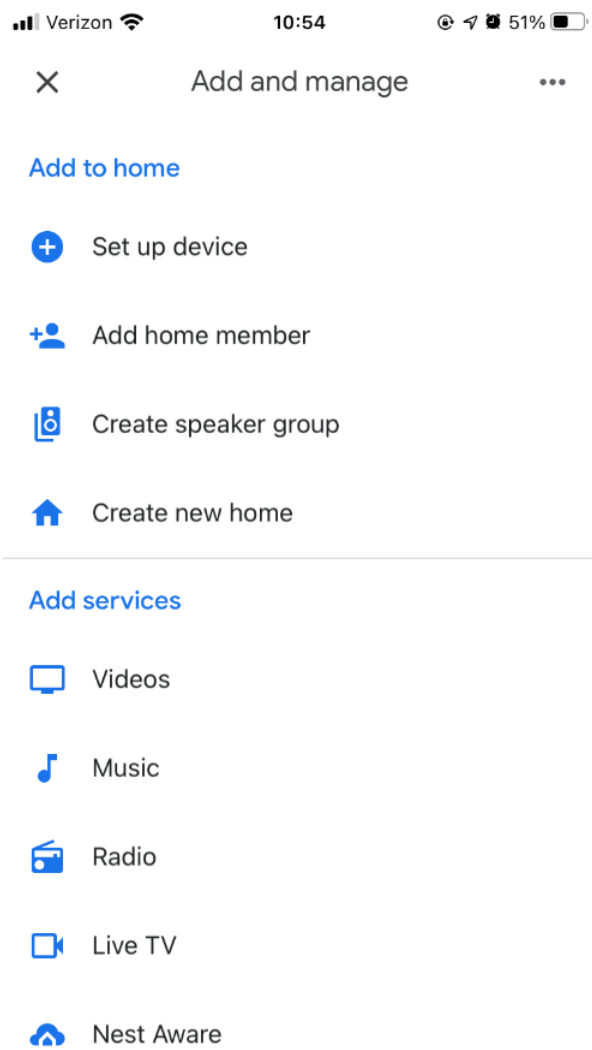 Verizon 10:54 51%
Add and manage
Add to home
Set up device
Add home member
Create speaker group
Create new home
Add services
Videos
Music
Radio
Live TV
Nest Aware